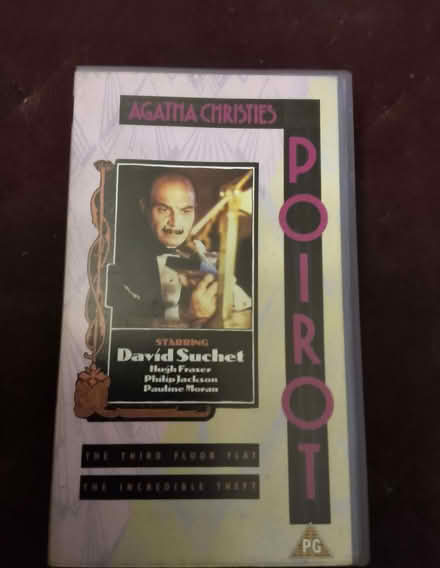 AGATHA CHRISTIES
POIROT
STARRING
David Suchet
Hugh Fraser
Philip Jackson
Pauline Moran
THE THIRD FLOOR FLAT
THE INCREDIBLE THEFT
PG